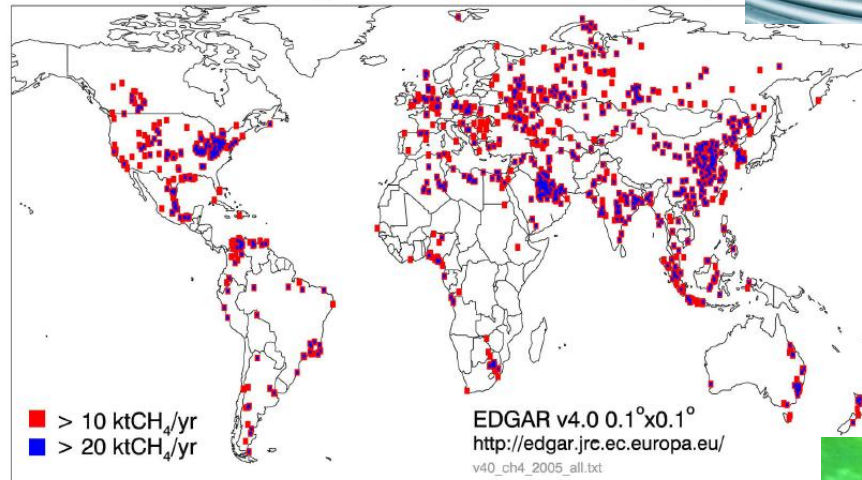 > 10 ktCH₄/yr
> 20 ktCH₄/yr
EDGAR v4.0 0.1°x0.1°
http://edgar.jrc.ec.europa.eu/
v40_ch4_2005_all.txt